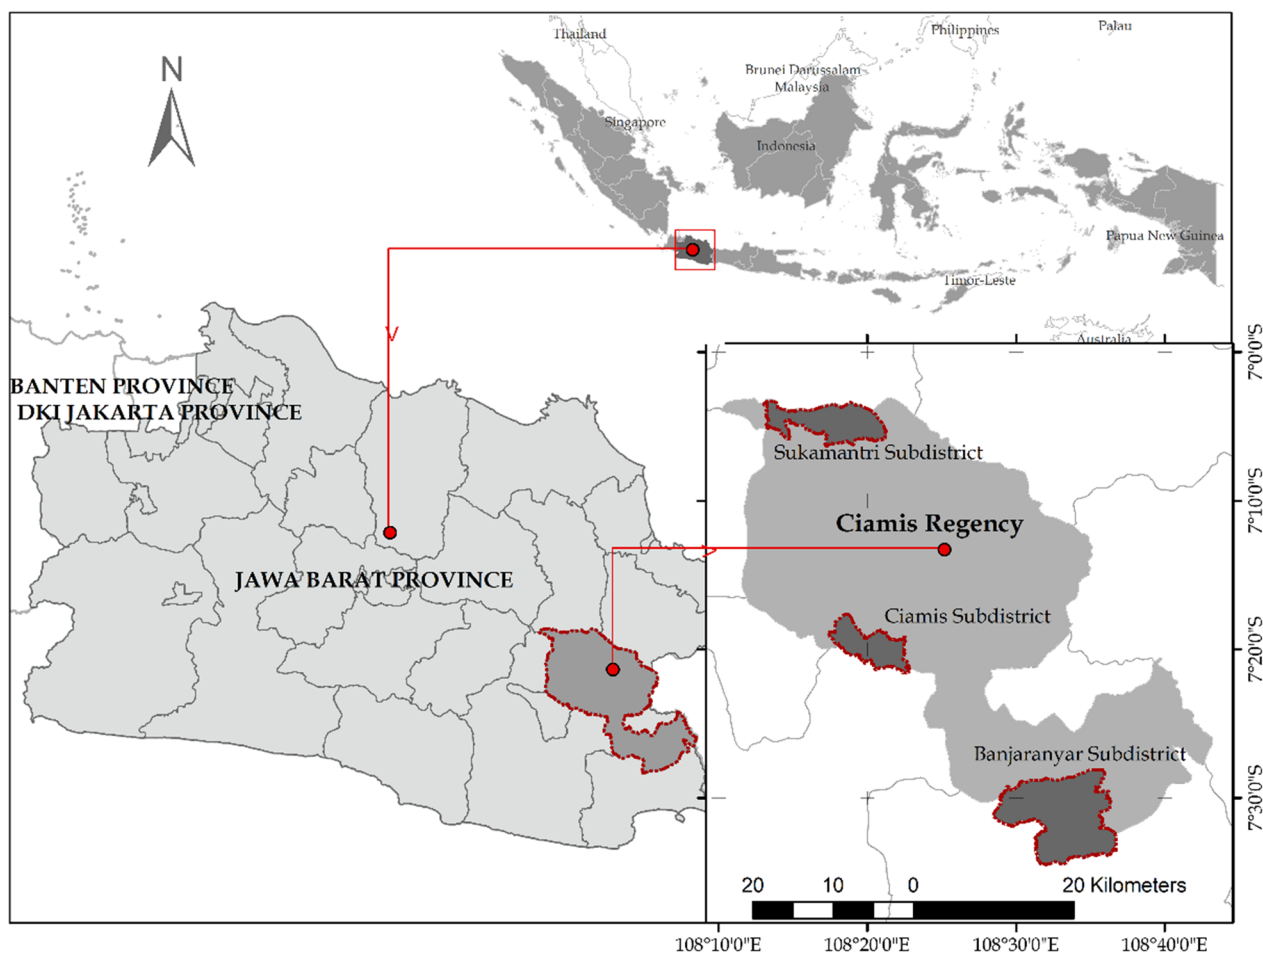 Thailand
Philippines
Palau
N
Brunei Darussalam
Malaysia
Singapore
Indonesia
Papua New Guinea
Timor-Leste
Australia
BANTEN PROVINCE
DKI JAKARTA PROVINCE
JAWA BARAT PROVINCE
Sukamantri Subdistrict
Ciamis Regency
Ciamis Subdistrict
Banjaranyar Subdistrict
7°0'0"S
7°10'0"S
7°20'0"S
7°30'0"S
20 10 0 20 Kilometers
108°10'0"E 108°20'0"E 108°30'0"E 108°40'0"E